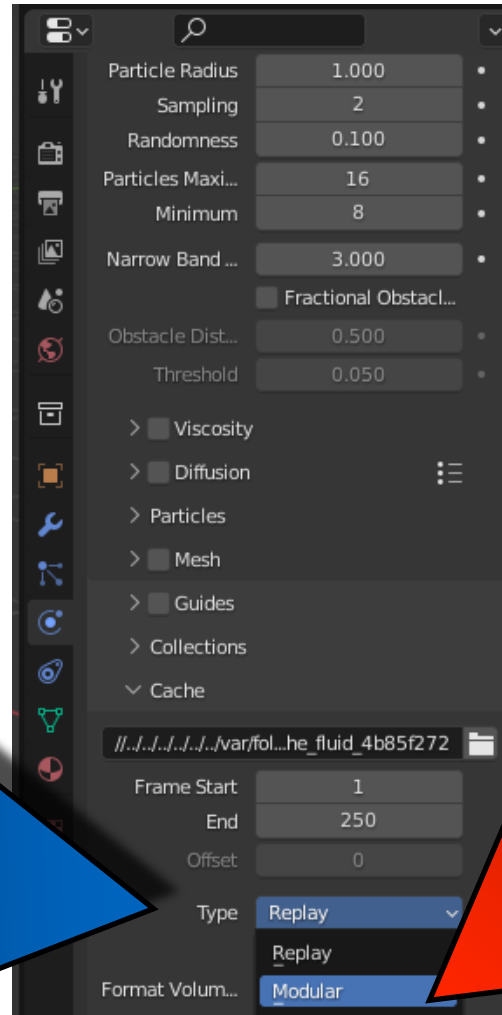 Particle Radius 1.000
Sampling 2
Randomness 0.100
Particles Maxi... 16
Minimum 8
Narrow Band ... 3.000
Fractional Obstacl...
Obstacle Dist... 0.500
Threshold 0.050
Viscosity
Diffusion
Particles
Mesh
Guides
Collections
Cache
//../../../../../../var/fol...he_fluid_4b85f272
Frame Start 1
End 250
Offset 0
Type Replay
Replay
Format Volum... Modular